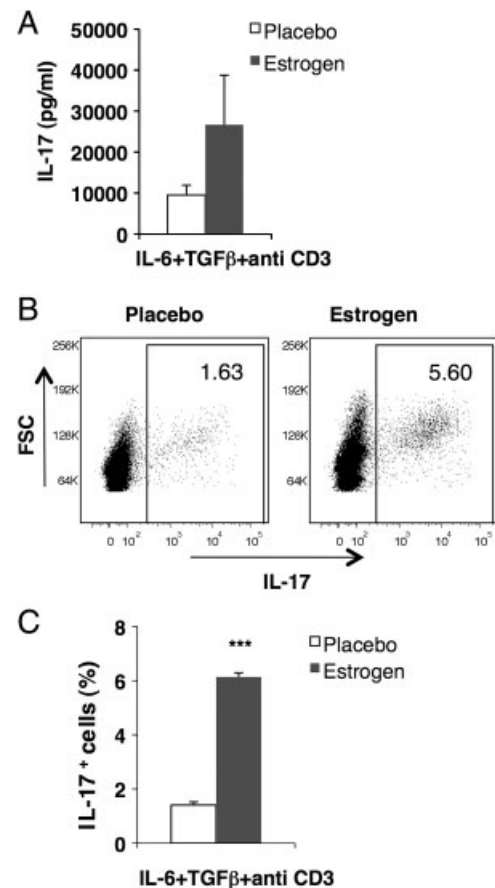 A
50000
40000
30000
20000
10000
0
IL-17 (pg/ml)
Placebo
Estrogen
IL-6+TGFβ+anti CD3
B
Placebo
Estrogen
256K
192K
128K
64K
FSC
1.63
0 10² 10³ 10⁴ 10⁵
256K
192K
128K
64K
5.60
0 10² 10³ 10⁴ 10⁵
IL-17
C
8
6
4
2
0
IL-17⁺ cells (%)
***
Placebo
Estrogen
IL-6+TGFβ+anti CD3